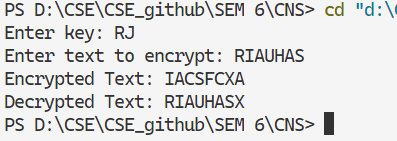 PS D:\CSE\CSE_github\SEM 6\CNS> cd "d:\
Enter key: RJ
Enter text to encrypt: RIAUHAS
Encrypted Text: IACSFCXA
Decrypted Text: RIAUHASX
PS D:\CSE\CSE_github\SEM 6\CNS>